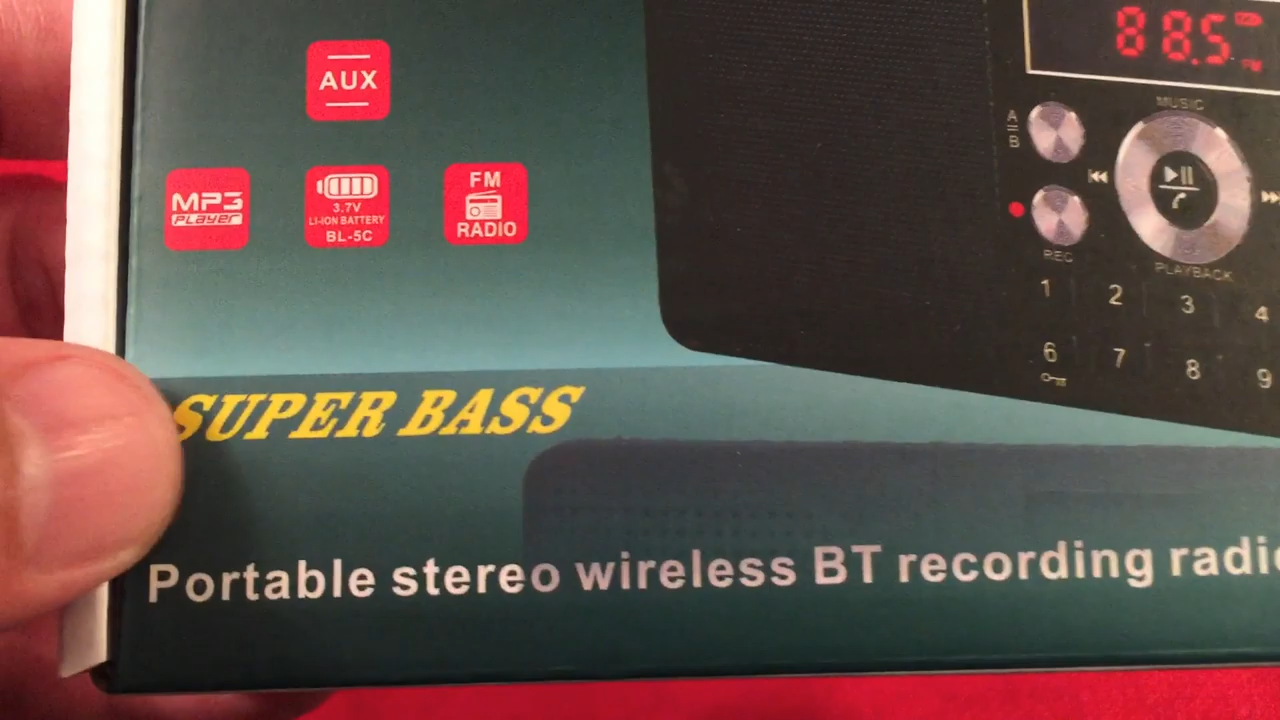 AUX
MP3
PLAYER
3.7V
LI-ION BATTERY
BL-5C
FM
RADIO
88.5
FM
MUSIC
A
B
REC
PLAYBACK
1 2 3 4
6 7 8 9
SUPER BASS
Portable stereo wireless BT recording radio